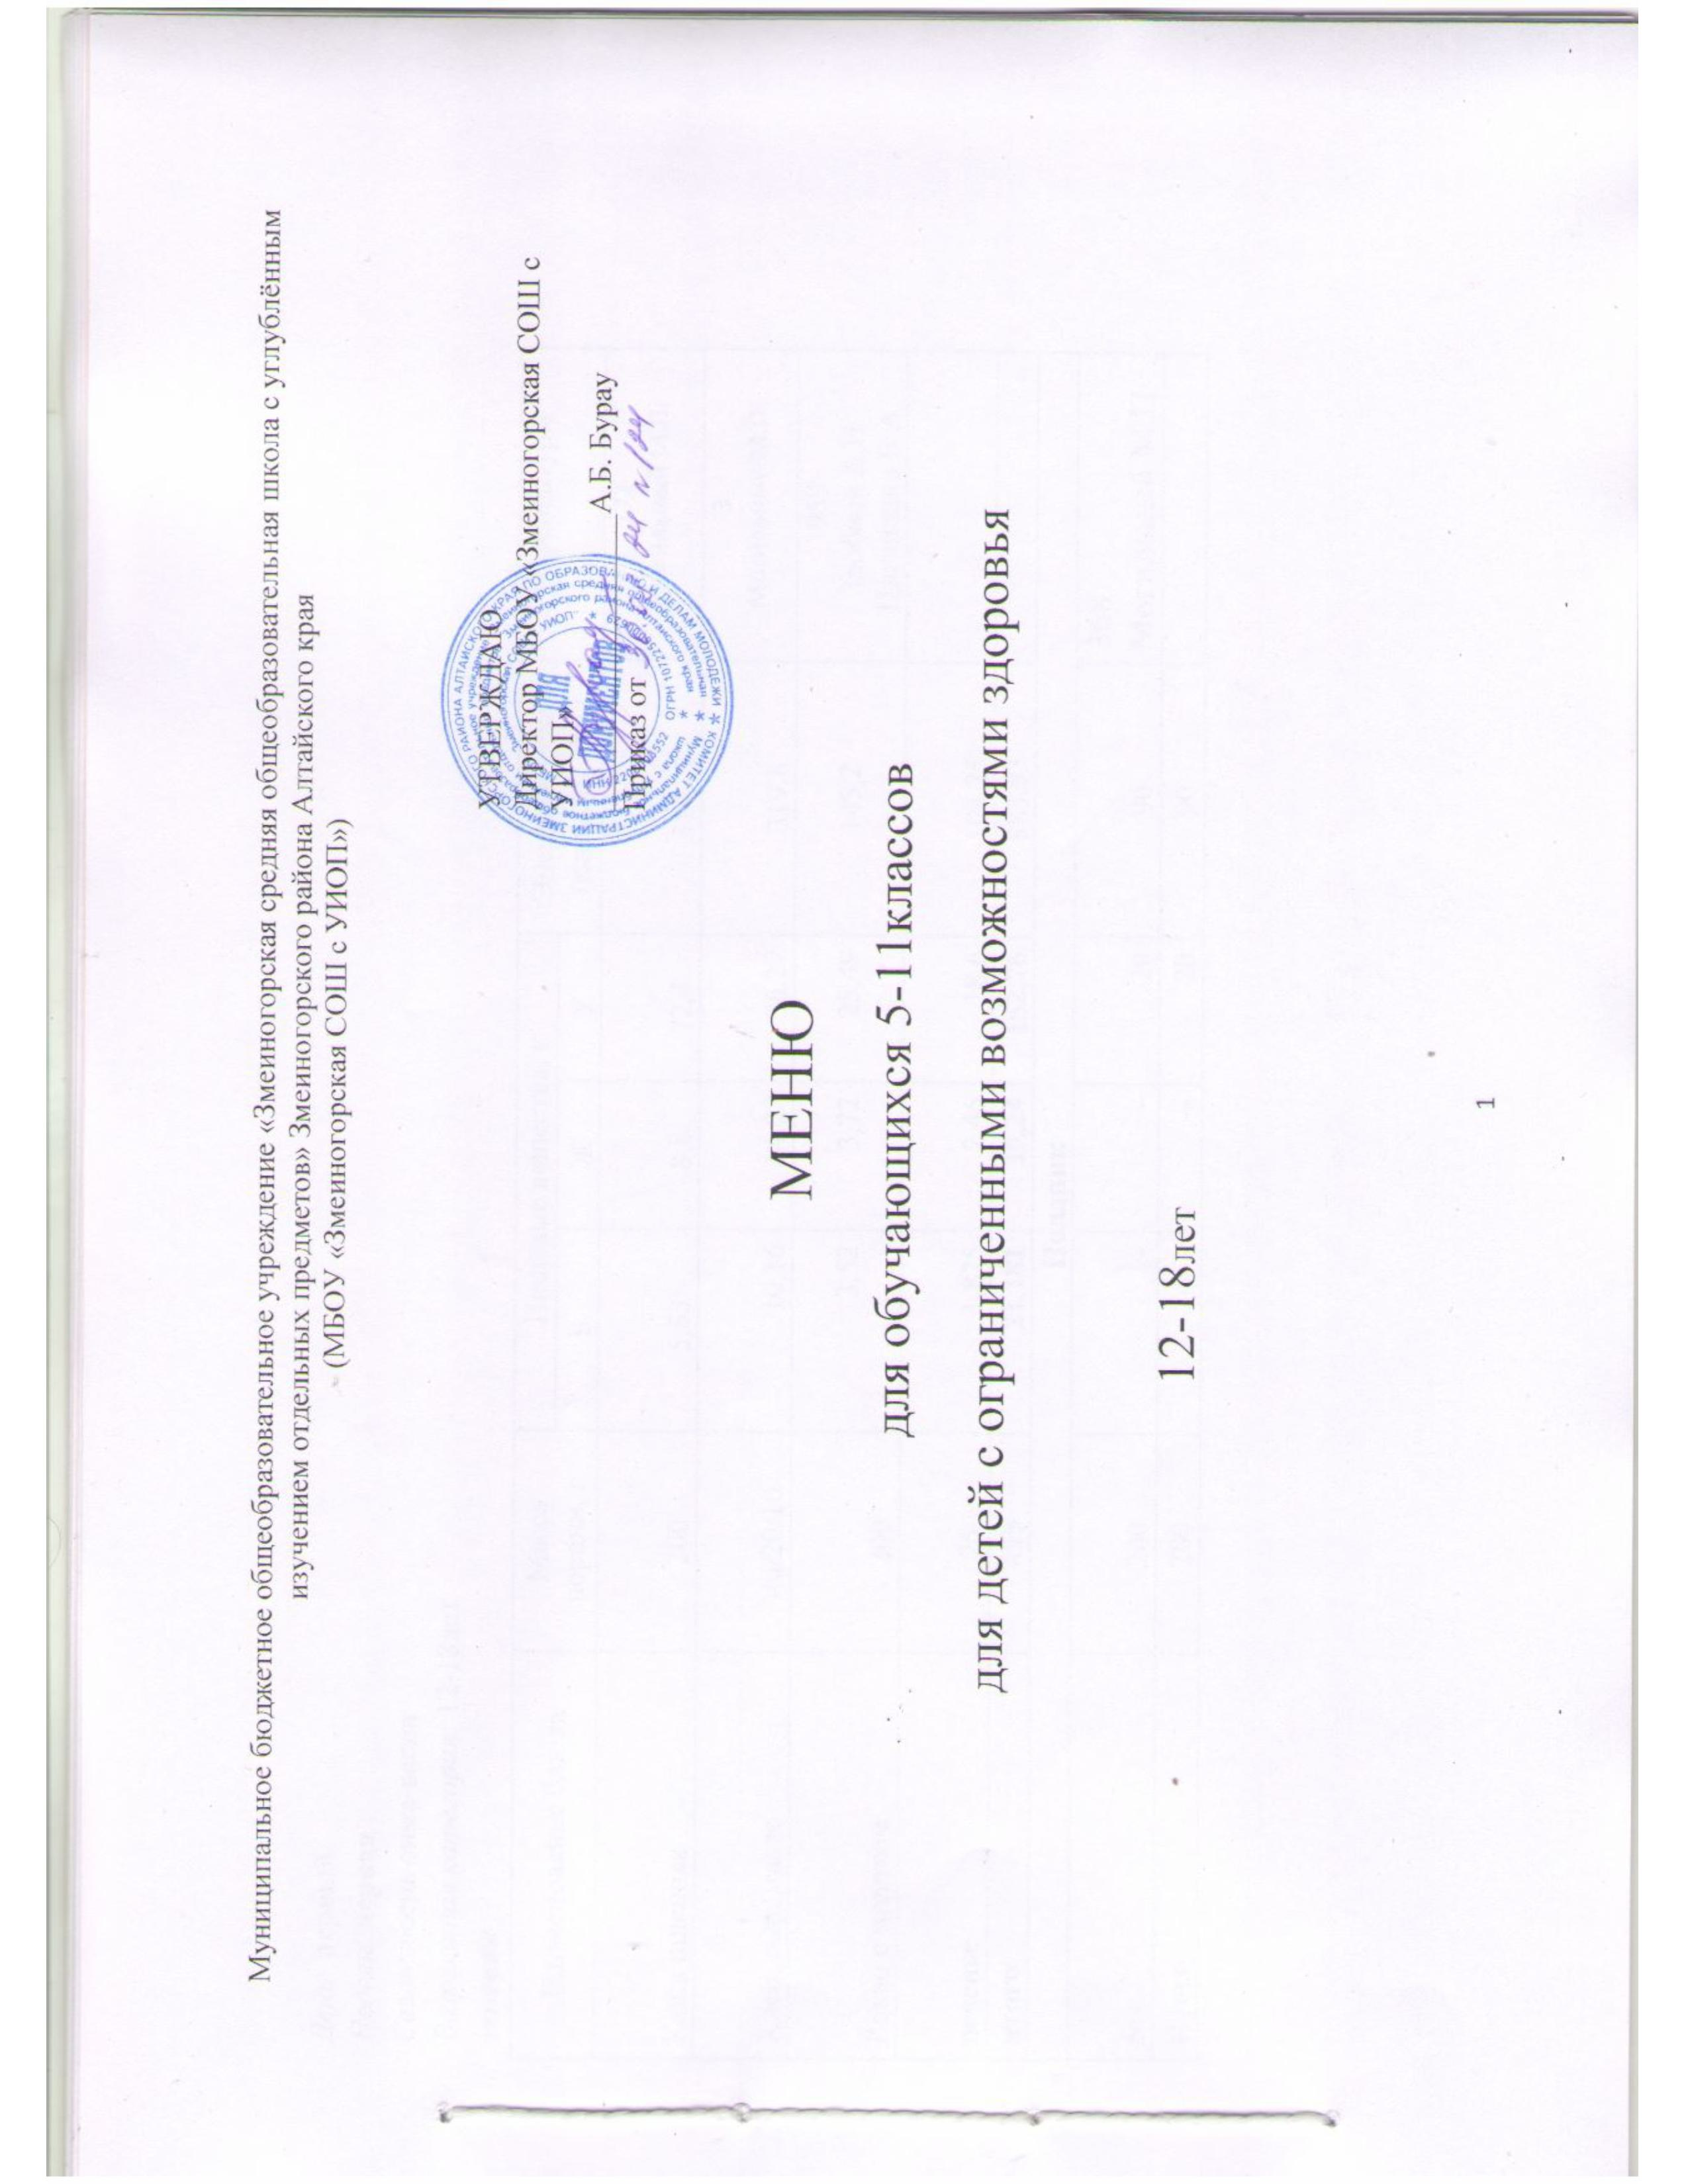 Муниципальное бюджетное общеобразовательное учреждение «Змеиногорская средняя общеобразовательная школа с углублённым
изучением отдельных предметов» Змеиногорского района Алтайского края
(МБОУ «Змеиногорская СОШ с УИОП»)
УТВЕРЖДАЮ
Директор МБОУ «Змеиногорская СОШ с
УИОП»
А.Б. Бурау
Приказ от
МЕНЮ
для обучающихся 5-11классов
для детей с ограниченными возможностями здоровья
12-18лет
1